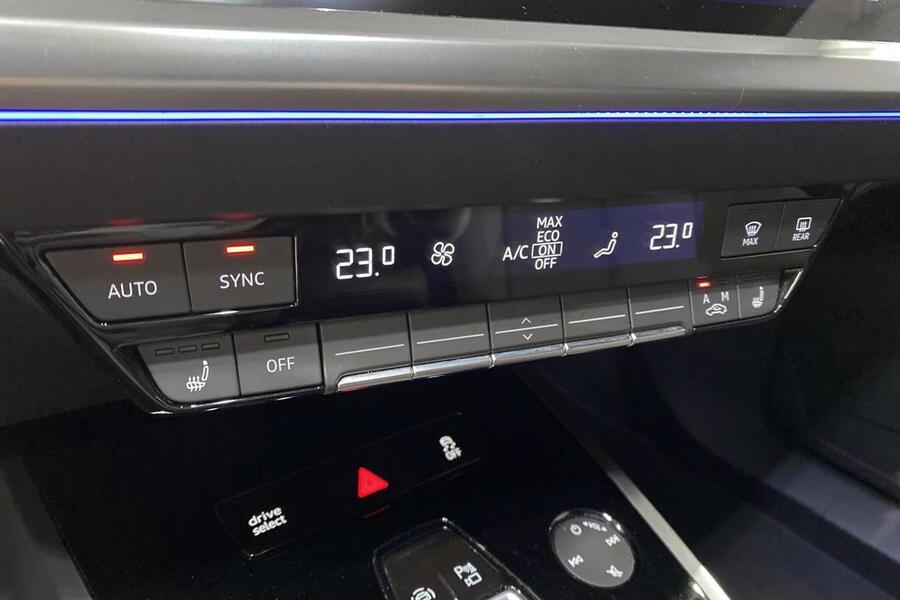 AUTO
SYNC
23.0
A/C
MAX
ECO
ON
OFF
23.0
MAX
REAR
OFF
A M
OFF
drive
select